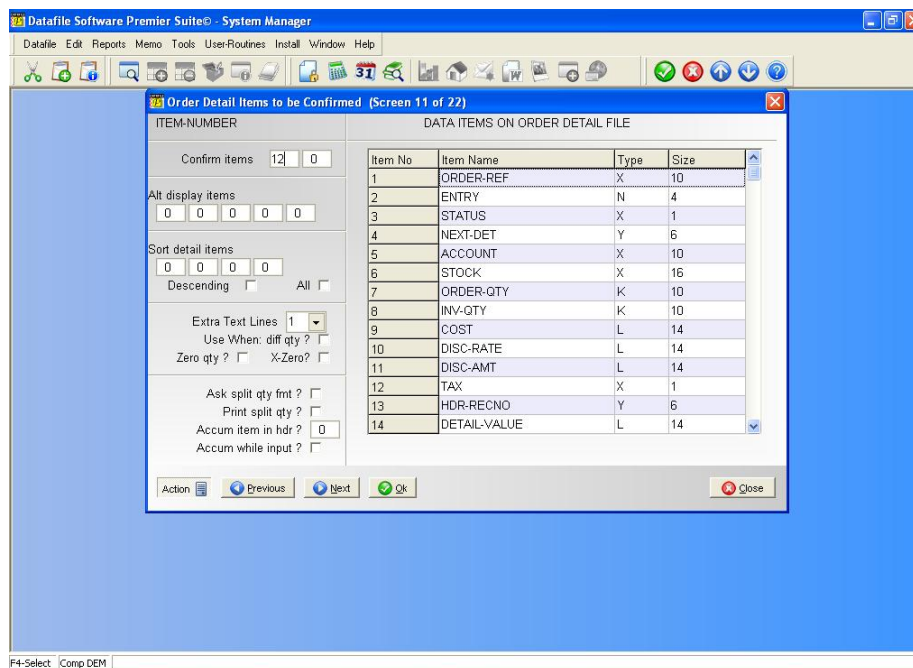 Datafile Software Premier Suite© - System Manager
Datafile Edit Reports Memo Tools User-Routines Install Window Help
31
Order Detail Items to be Confirmed (Screen 11 of 22)
ITEM-NUMBER
DATA ITEMS ON ORDER DETAIL FILE
Confirm items 12 0
Alt display items
0 0 0 0 0
Sort detail items
0 0 0 0
Descending All
Extra Text Lines 1
Use When: diff qty ?
Zero qty ? X-Zero?
Ask split qty fmt ?
Print split qty ?
Accum item in hdr ? 0
Accum while input ?
Item No Item Name Type Size
1 ORDER-REF X 10
2 ENTRY N 4
3 STATUS X 1
4 NEXT-DET Y 6
5 ACCOUNT X 10
6 STOCK X 16
7 ORDER-QTY K 10
8 INV-QTY K 10
9 COST L 14
10 DISC-RATE L 14
11 DISC-AMT L 14
12 TAX X 1
13 HDR-RECNO Y 6
14 DETAIL-VALUE L 14
Action Previous Next Ok Close
F4-Select Comp DEM